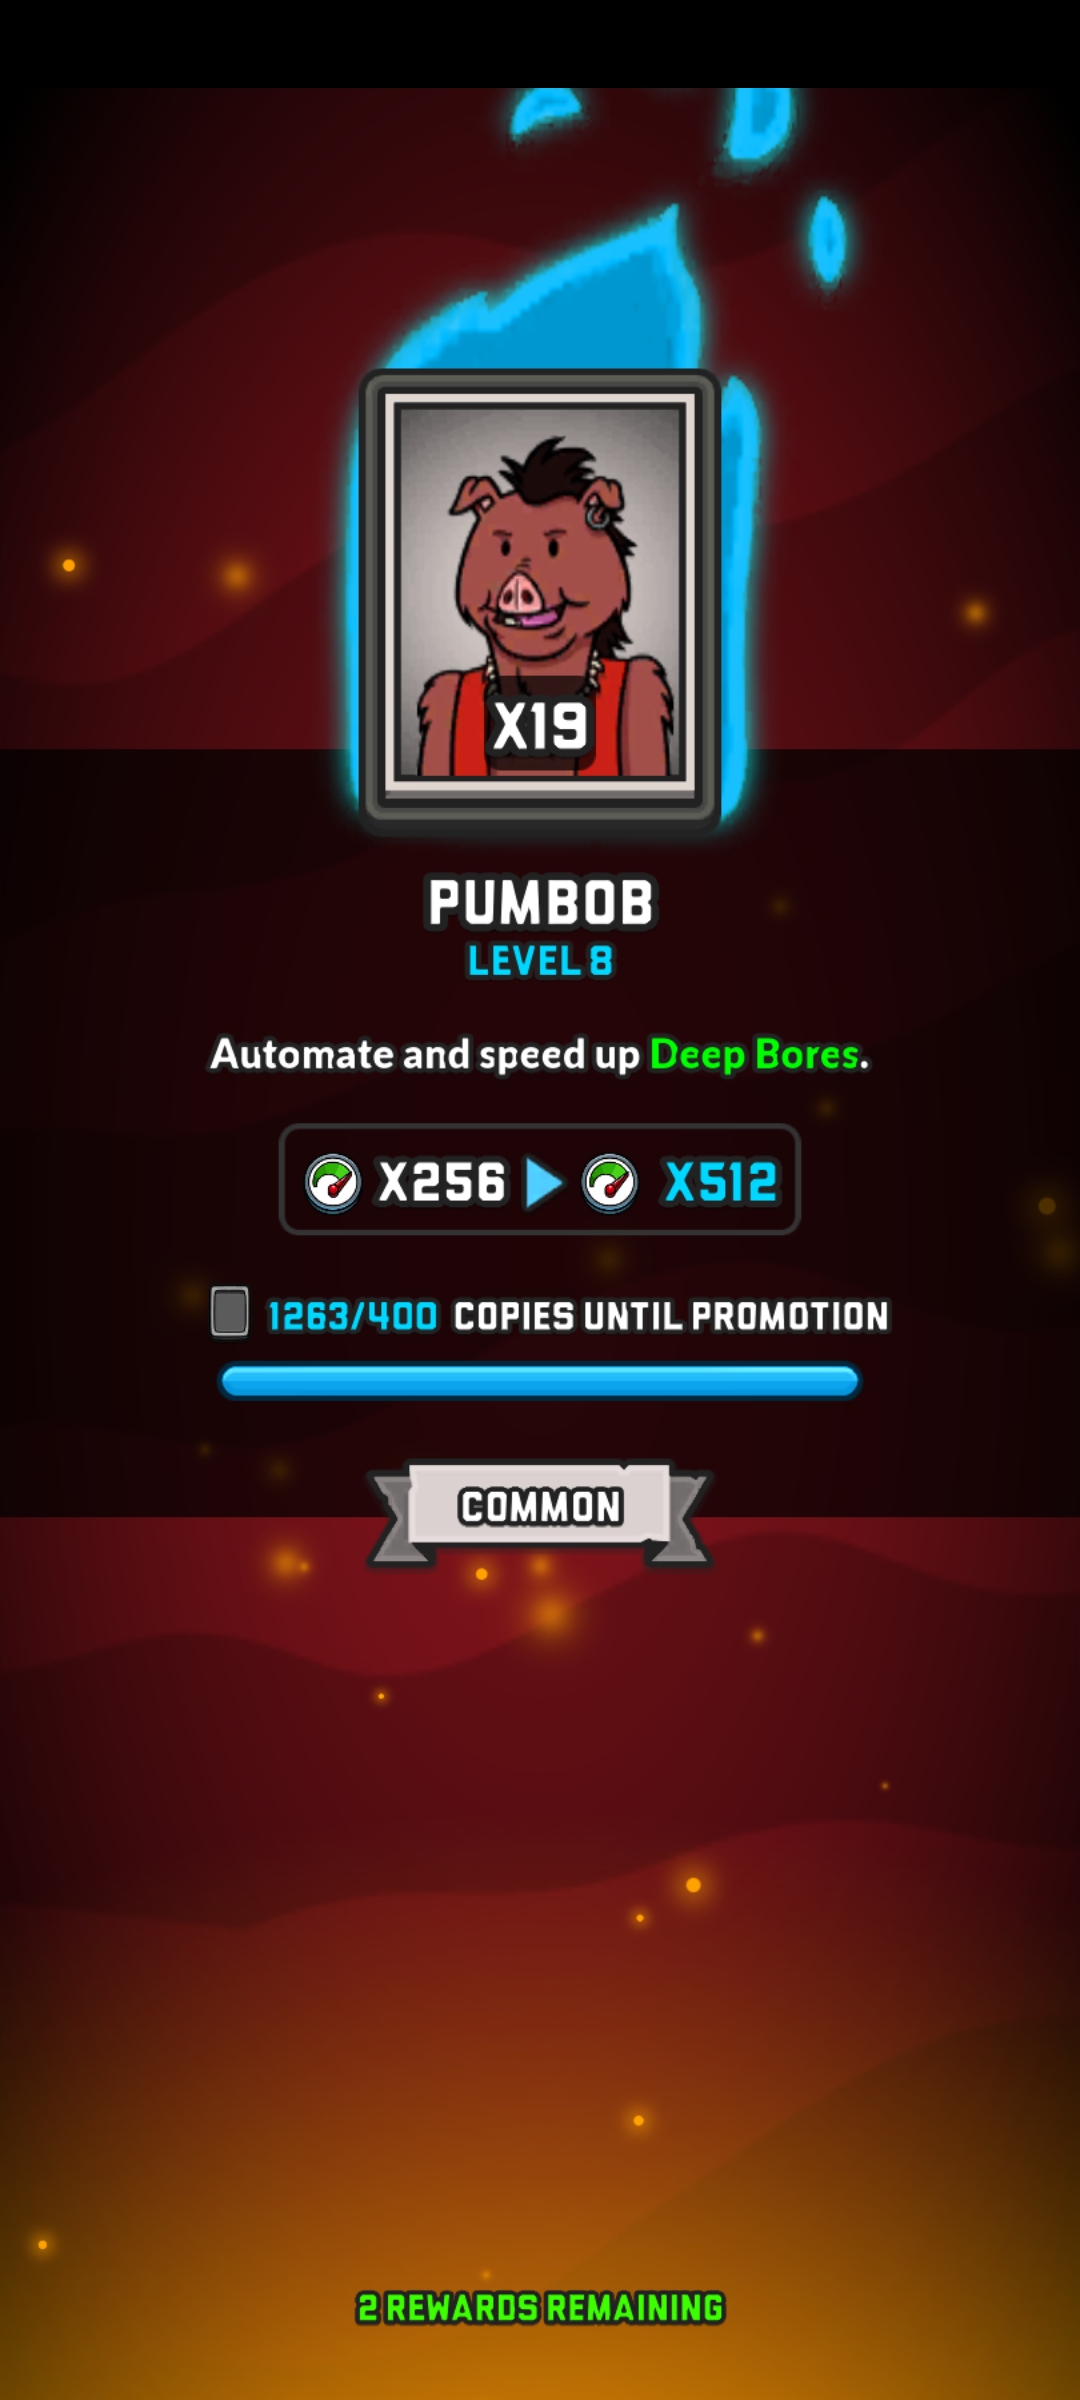 X19
PUMBOB
LEVEL 8
Automate and speed up Deep Bores.
X256 X512
1263/400 COPIES UNTIL PROMOTION
COMMON
2 REWARDS REMAINING